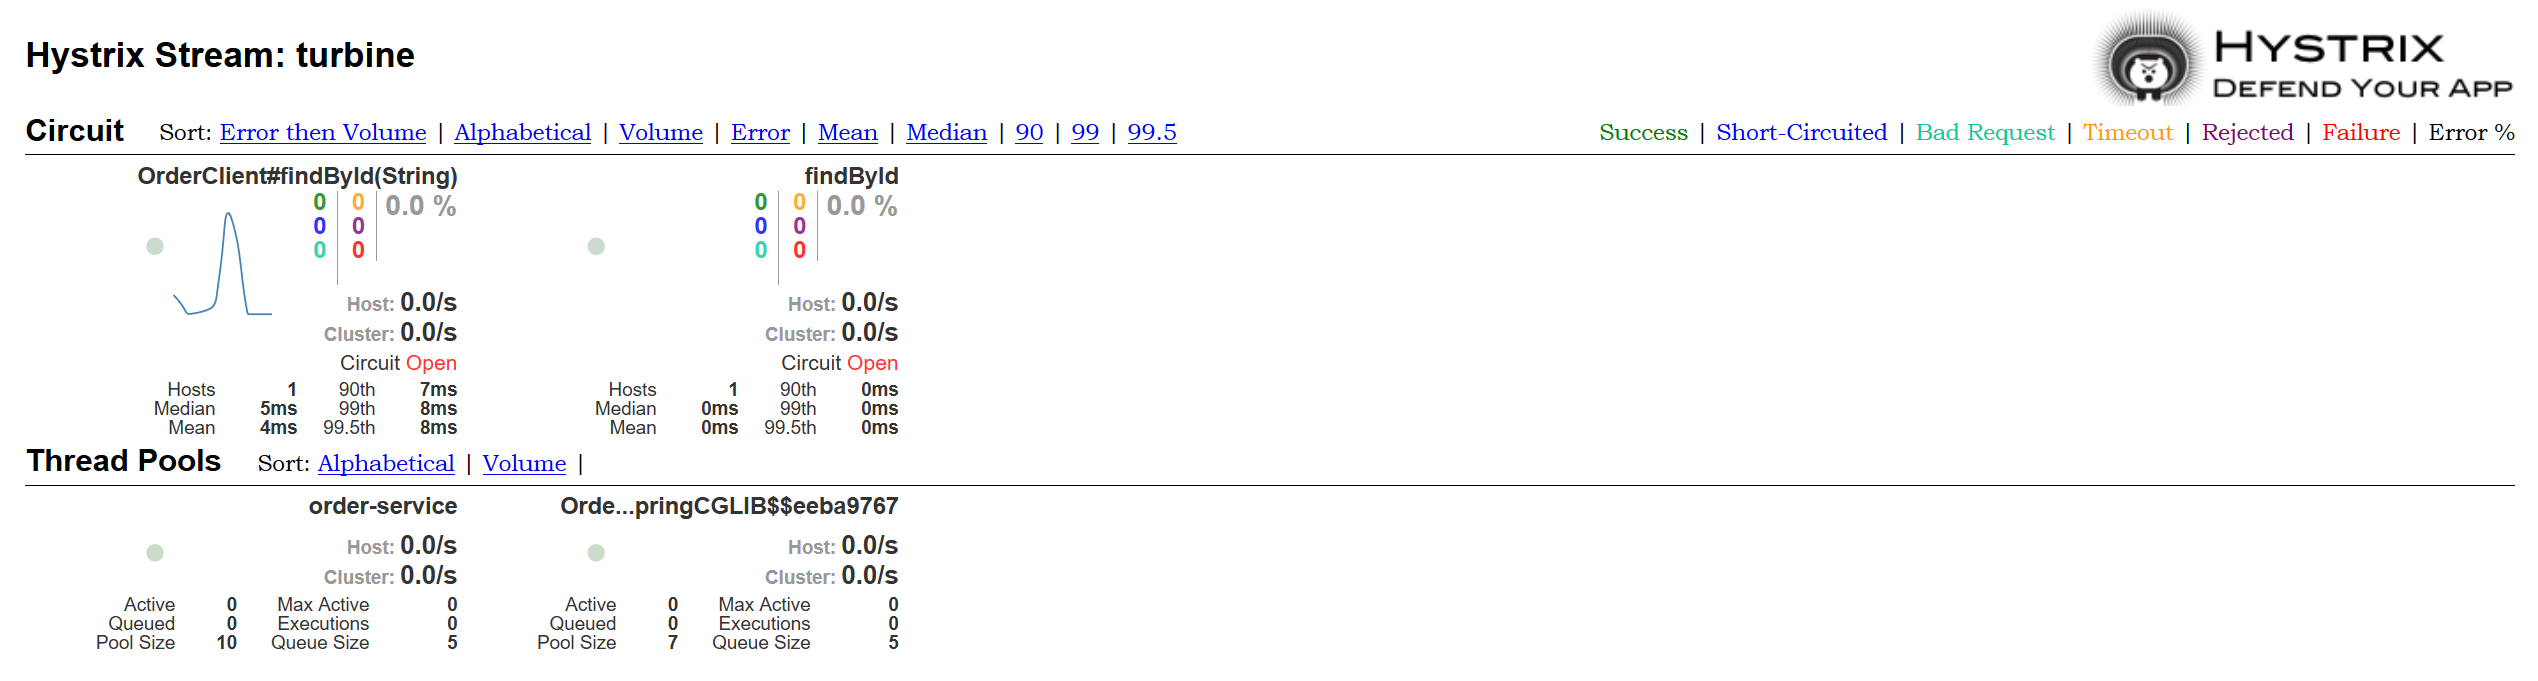 Hystrix Stream: turbine
HYSTRIX
DEFEND YOUR APP
Circuit Sort: Error then Volume | Alphabetical | Volume | Error | Mean | Median | 90 | 99 | 99.5
Success | Short-Circuited | Bad Request | Timeout | Rejected | Failure | Error %
OrderClient#findById(String)
0 0 0.0 %
0 0
0 0
Host: 0.0/s
Cluster: 0.0/s
Circuit Open
Hosts 1 90th 7ms
Median 5ms 99th 8ms
Mean 4ms 99.5th 8ms
findById
0 0 0.0 %
0 0
0 0
Host: 0.0/s
Cluster: 0.0/s
Circuit Open
Hosts 1 90th 0ms
Median 0ms 99th 0ms
Mean 0ms 99.5th 0ms
Thread Pools Sort: Alphabetical | Volume |
order-service
Host: 0.0/s
Cluster: 0.0/s
Active 0 Max Active 0
Queued 0 Executions 0
Pool Size 10 Queue Size 5
Orde...pringCGLIB$$eeba9767
Host: 0.0/s
Cluster: 0.0/s
Active 0 Max Active 0
Queued 0 Executions 0
Pool Size 7 Queue Size 5